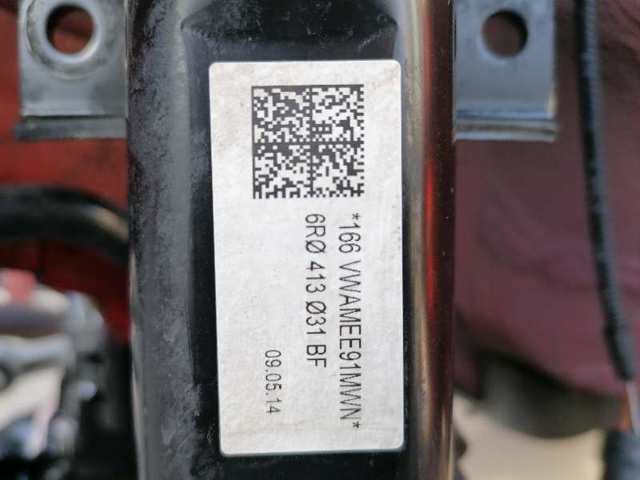 *166 VWAMEE91MWN*
6RØ 413 Ø31 BF
09.05.14